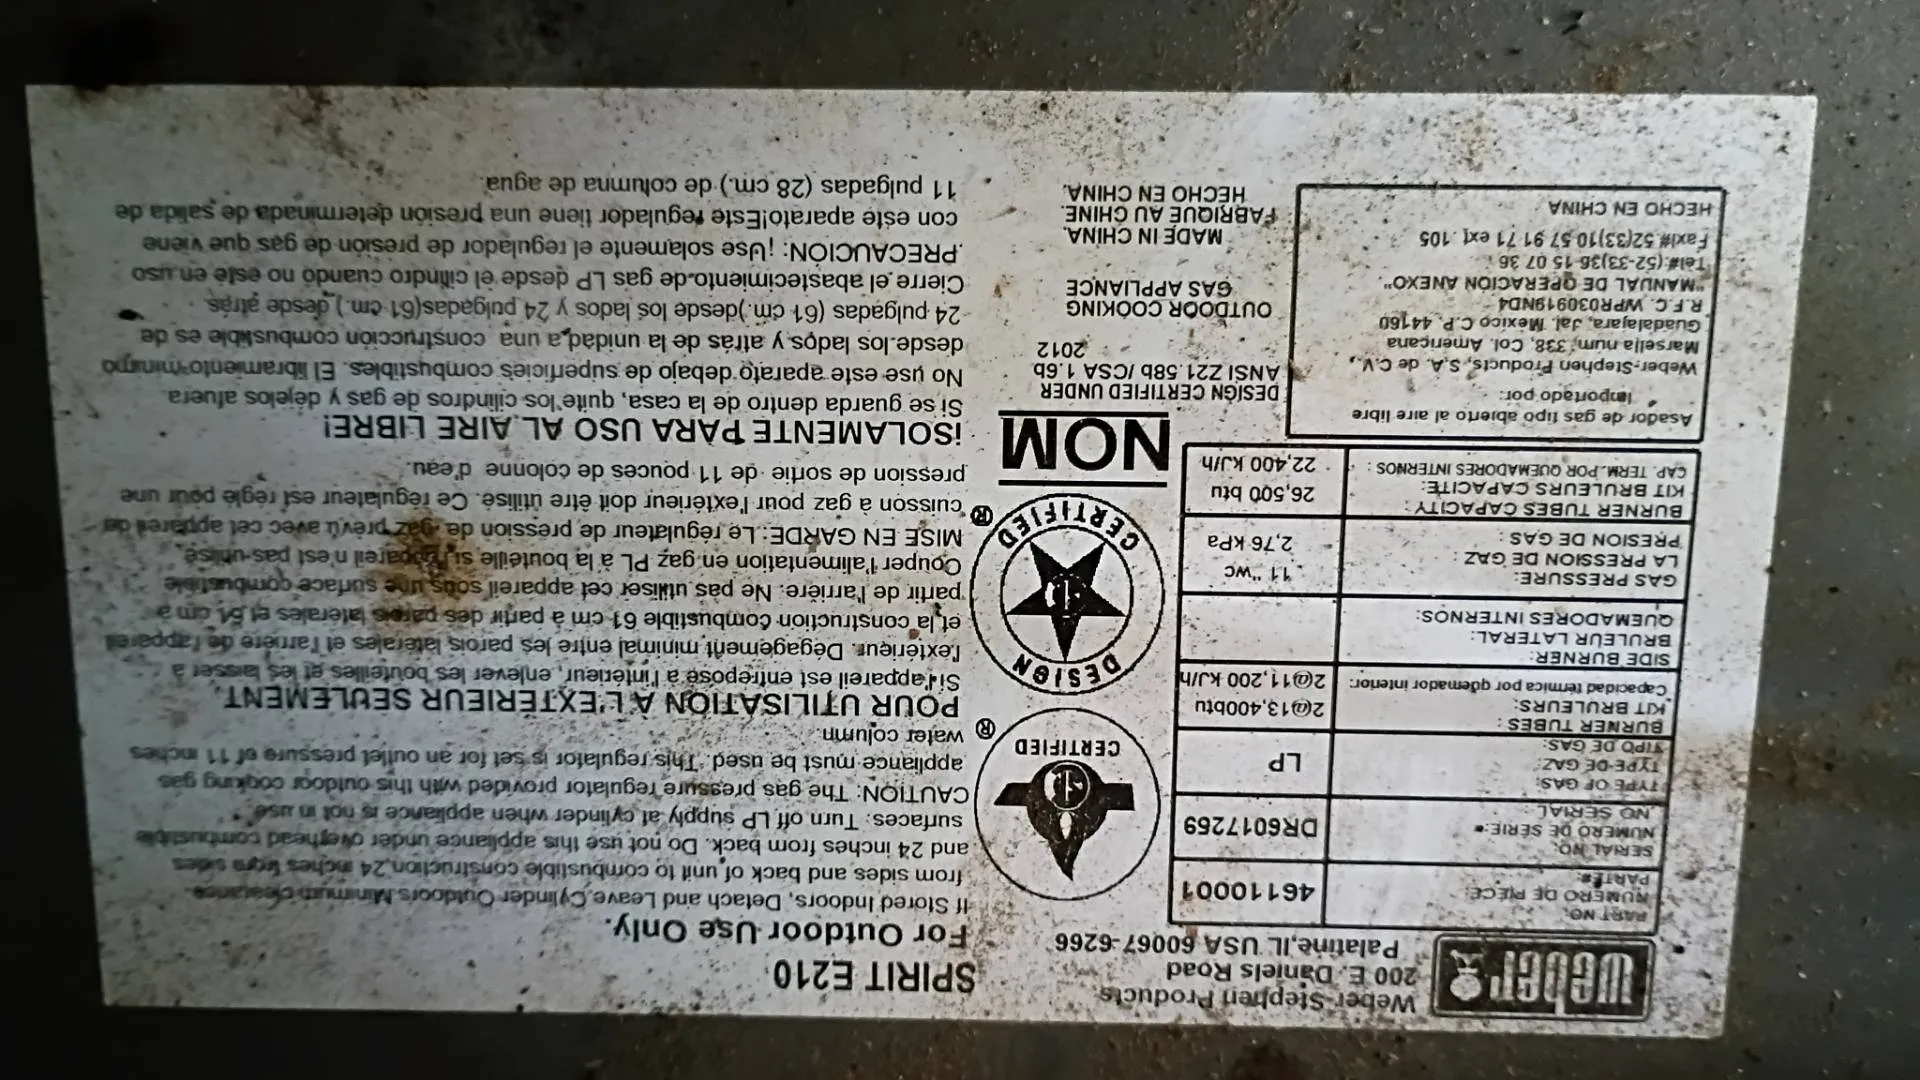 weber
Weber-Stephen Products
200 E. Daniels Road
Palatine, IL USA 60067-6266
PART NO:
NUMERO DE PIECE:
PARTE#:
46110001
SERIAL NO:
NUMERO DE SÉRIE:
NO SERIAL
DR6017269
TYPE OF GAS:
TYPE DE GAZ:
TIPO DE GAS:
LP
BURNER TUBES :
KIT BRULEURS:
Capacidad térmica por quemador interior:
2@13,400btu
2@11,200 kJ/h
SIDE BURNER:
BRULEUR LATERAL:
QUEMADORES INTERNOS:
GAS PRESSURE:
LA PRESSION DE GAZ :
PRESION DE GAS :
11 "wc
2,76 kPa
BURNER TUBES CAPACITY:
KIT BRULEURS CAPACITÉ:
CAP. TERM. POR QUEMADORES INTERNOS :
26,500 btu
22,400 kJ/h
Asador de gas tipo abierto al aire libre
Importado por:
Weber-Stephen Products, S.A. de C.V.,
Marsella num. 338, Col. Americana
Guadalajara, Jal, Mexico C.P. 44160
R.F.C. WPR030919ND4
"MANUAL DE OPERACION ANEXO"
Tel#:(52-33)36 15 07 36
Fax# 52(33)10 57 91 71 ext. 105
HECHO EN CHINA
CERTIFIED
®
DESIGN
CERTIFIED
®
NOM
DESIGN CERTIFIED UNDER
ANSI Z21.58b /CSA 1.6b
2012
OUTDOOR COOKING
GAS APPLIANCE
MADE IN CHINA.
FABRIQUE AU CHINE.
HECHO EN CHINA.
SPIRIT E210
For Outdoor Use Only.
If Stored Indoors, Detach and Leave Cylinder Outdoors Minimum clearance
from sides and back of unit to combustible construction,24 inches from sides
and 24 inches from back. Do not use this appliance under overhead combustible
surfaces. Turn off LP supply at cylinder when appliance is not in use
CAUTION: The gas pressure regulator provided with this outdoor cooking gas
appliance must be used. This regulator is set for an outlet pressure of 11 inches
water column.
POUR UTILISATION À L'EXTÉRIEUR SEULEMENT.
Si l'appareil est entreposé à l'intérieur, enlever les bouteilles et les laisser à
l'extérieur. Dégagement minimal entre les parois latérales et l'arrière de l'appareil
et la construction combustible 61 cm à partir des parois latérales et 61 cm à
partir de l'arrière. Ne pas utiliser cet appareil sous une surface combustible
Couper l'alimentation en gaz PL à la bouteille si l'appareil n'est pas utilisé
MISE EN GARDE: Le régulateur de pression de gaz prévu avec cet appareil de
cuisson à gaz pour l'extérieur doit être utilisé. Ce régulateur est réglé pour une
pression de sortie de 11 pouces de colonne d'eau.
¡SOLAMENTE PARA USO AL AIRE LIBRE!
Si se guarda dentro de la casa, quite los cilindros de gas y déjelos afuera.
No use este aparato debajo de superficies combustibles. El libramiento mínimo
desde los lados y atrás de la unidad a una construcción combustible es de
24 pulgadas (61 cm.)desde los lados y 24 pulgadas(61 cm.) desde atrás
Cierre el abastecimiento de gas LP desde el cilindro cuando no esté en uso
PRECAUCIÓN: ¡Use solamente el regulador de presión de gas que viene
con este aparato!Este regulador tiene una presión determinada de salida de
11 pulgadas (28 cm.) de columna de agua.